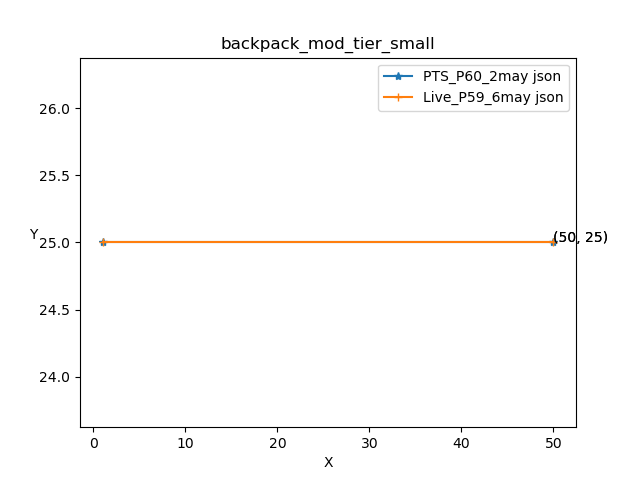 backpack_mod_tier_small
PTS_P60_2may json
Live_P59_6may json
26.0
25.5
Y
25.0
(50, 25)
24.5
24.0
0
10
20
30
40
50
X